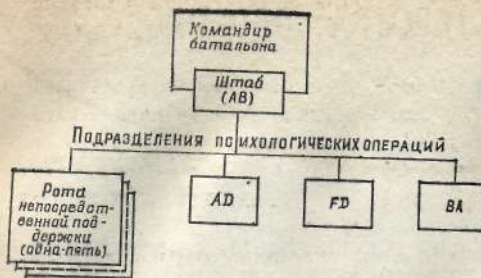 Командир
батальона
Штаб
(АВ)
ПОДРАЗДЕЛЕНИЯ ПСИХОЛОГИЧЕСКИХ ОПЕРАЦИЙ
Рота
непосредст-
венной под-
держки
(одна-пять)
AD
FD
BA